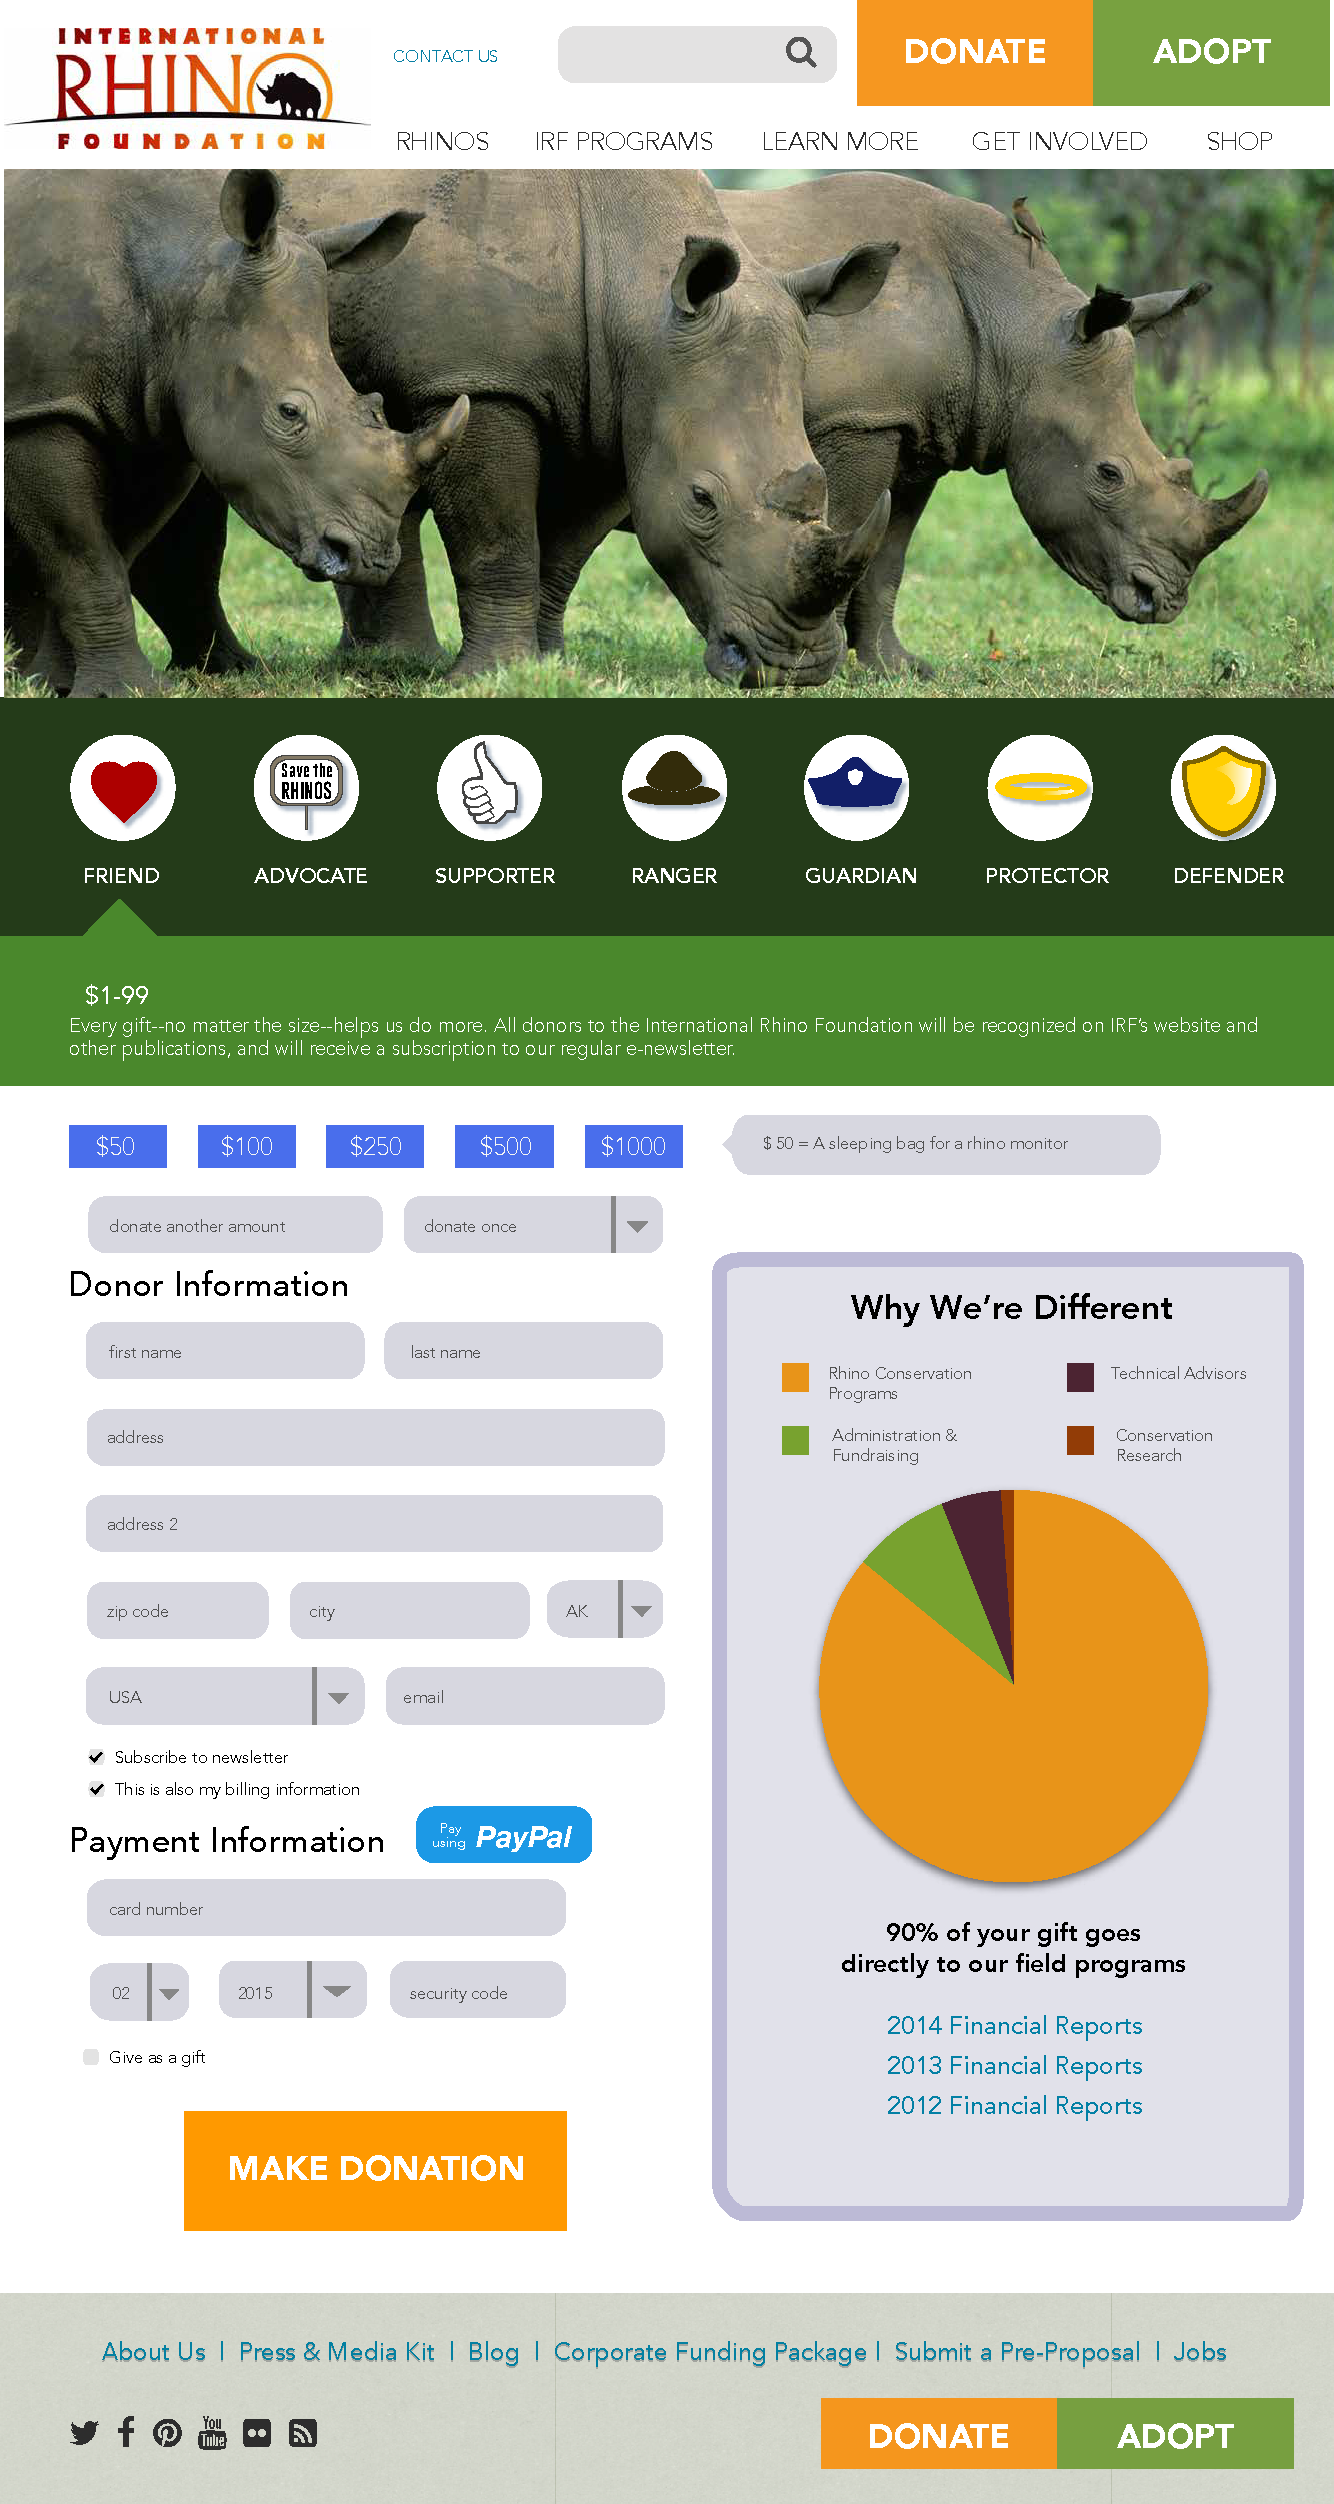 INTERNATIONAL
RHINO
FOUNDATION
CONTACT US
DONATE
ADOPT
RHINOS
IRF PROGRAMS
LEARN MORE
GET INVOLVED
SHOP
Save the
RHINOS
FRIEND
ADVOCATE
SUPPORTER
RANGER
GUARDIAN
PROTECTOR
DEFENDER
$1-99
Every gift--no matter the size--helps us do more. All donors to the International Rhino Foundation will be recognized on IRF's website and
other publications, and will receive a subscription to our regular e-newsletter.
$50
$100
$250
$500
$1000
$ 50 = A sleeping bag for a rhino monitor
donate another amount
donate once
Donor Information
first name
last name
address
address 2
zip code
city
AK
USA
email
Subscribe to newsletter
This is also my billing information
Payment Information
Pay
using
PayPal
card number
02
2015
security code
Give as a gift
MAKE DONATION
Why We're Different
Rhino Conservation
Programs
Technical Advisors
Administration &
Fundraising
Conservation
Research
90% of your gift goes
directly to our field programs
2014 Financial Reports
2013 Financial Reports
2012 Financial Reports
About Us | Press & Media Kit | Blog | Corporate Funding Package | Submit a Pre-Proposal | Jobs
You
Tube
DONATE
ADOPT